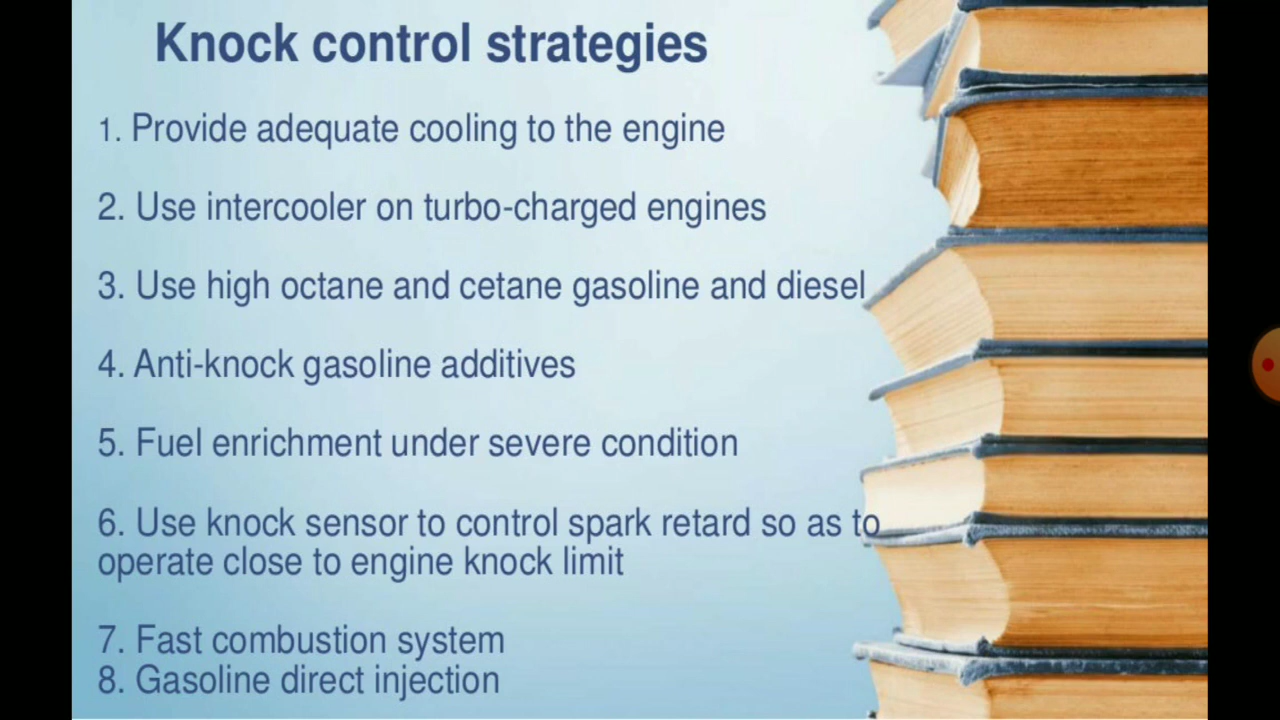 Knock control strategies
1. Provide adequate cooling to the engine
2. Use intercooler on turbo-charged engines
3. Use high octane and cetane gasoline and diesel
4. Anti-knock gasoline additives
5. Fuel enrichment under severe condition
6. Use knock sensor to control spark retard so as to
operate close to engine knock limit
7. Fast combustion system
8. Gasoline direct injection